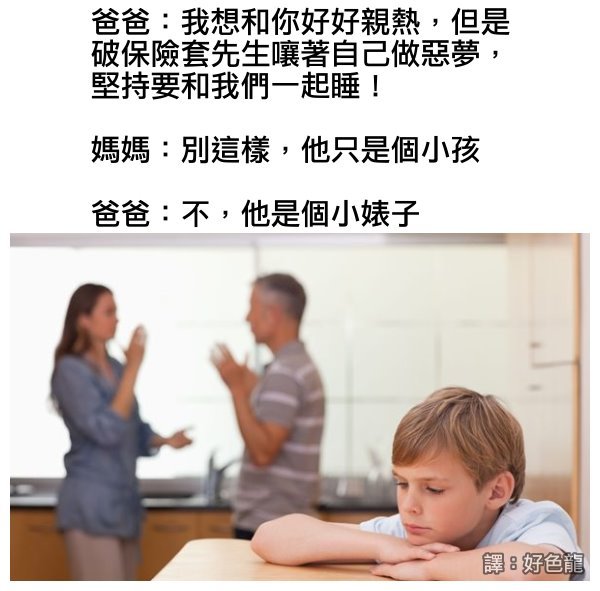 爸爸：我想和你好好親熱，但是
破保險套先生嚷著自己做惡夢，
堅持要和我們一起睡！
媽媽：別這樣，他只是個小孩
爸爸：不，他是個小婊子
譯：好色龍